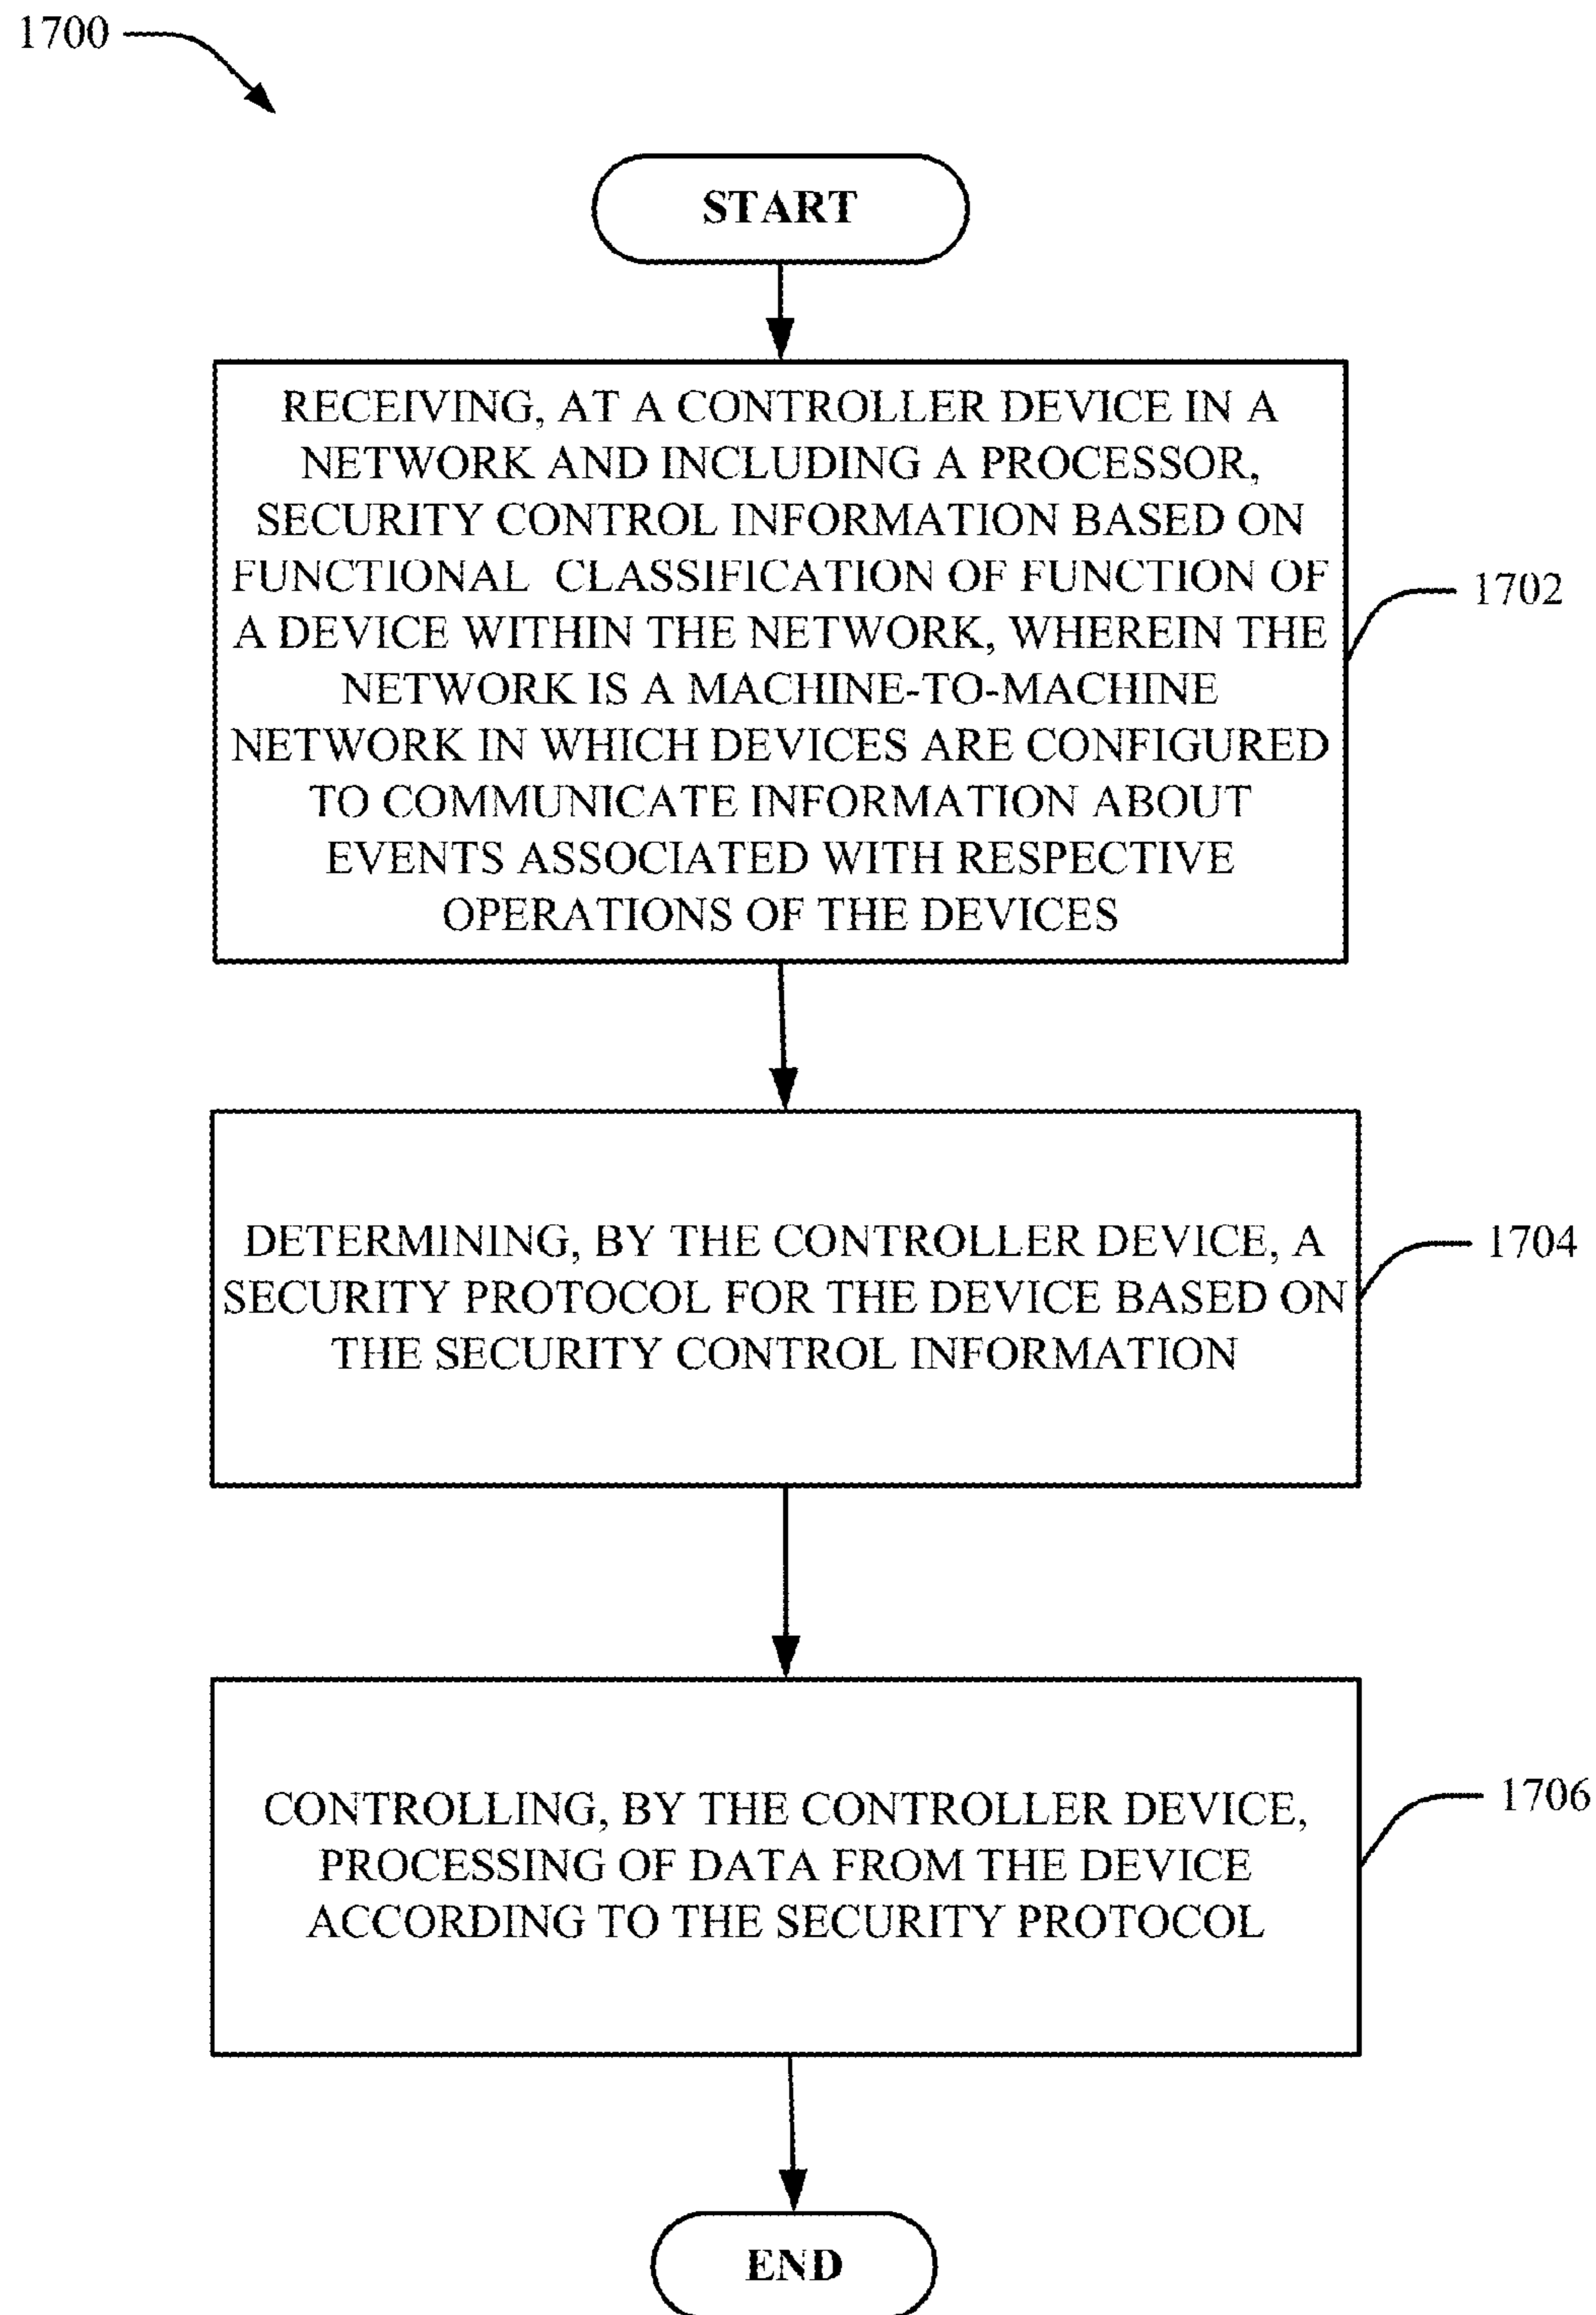 1700
START
RECEIVING, AT A CONTROLLER DEVICE IN A
NETWORK AND INCLUDING A PROCESSOR,
SECURITY CONTROL INFORMATION BASED ON
FUNCTIONAL CLASSIFICATION OF FUNCTION OF
A DEVICE WITHIN THE NETWORK, WHEREIN THE
NETWORK IS A MACHINE-TO-MACHINE
NETWORK IN WHICH DEVICES ARE CONFIGURED
TO COMMUNICATE INFORMATION ABOUT
EVENTS ASSOCIATED WITH RESPECTIVE
OPERATIONS OF THE DEVICES
1702
DETERMINING, BY THE CONTROLLER DEVICE, A
SECURITY PROTOCOL FOR THE DEVICE BASED ON
THE SECURITY CONTROL INFORMATION
1704
CONTROLLING, BY THE CONTROLLER DEVICE,
PROCESSING OF DATA FROM THE DEVICE
ACCORDING TO THE SECURITY PROTOCOL
1706
END